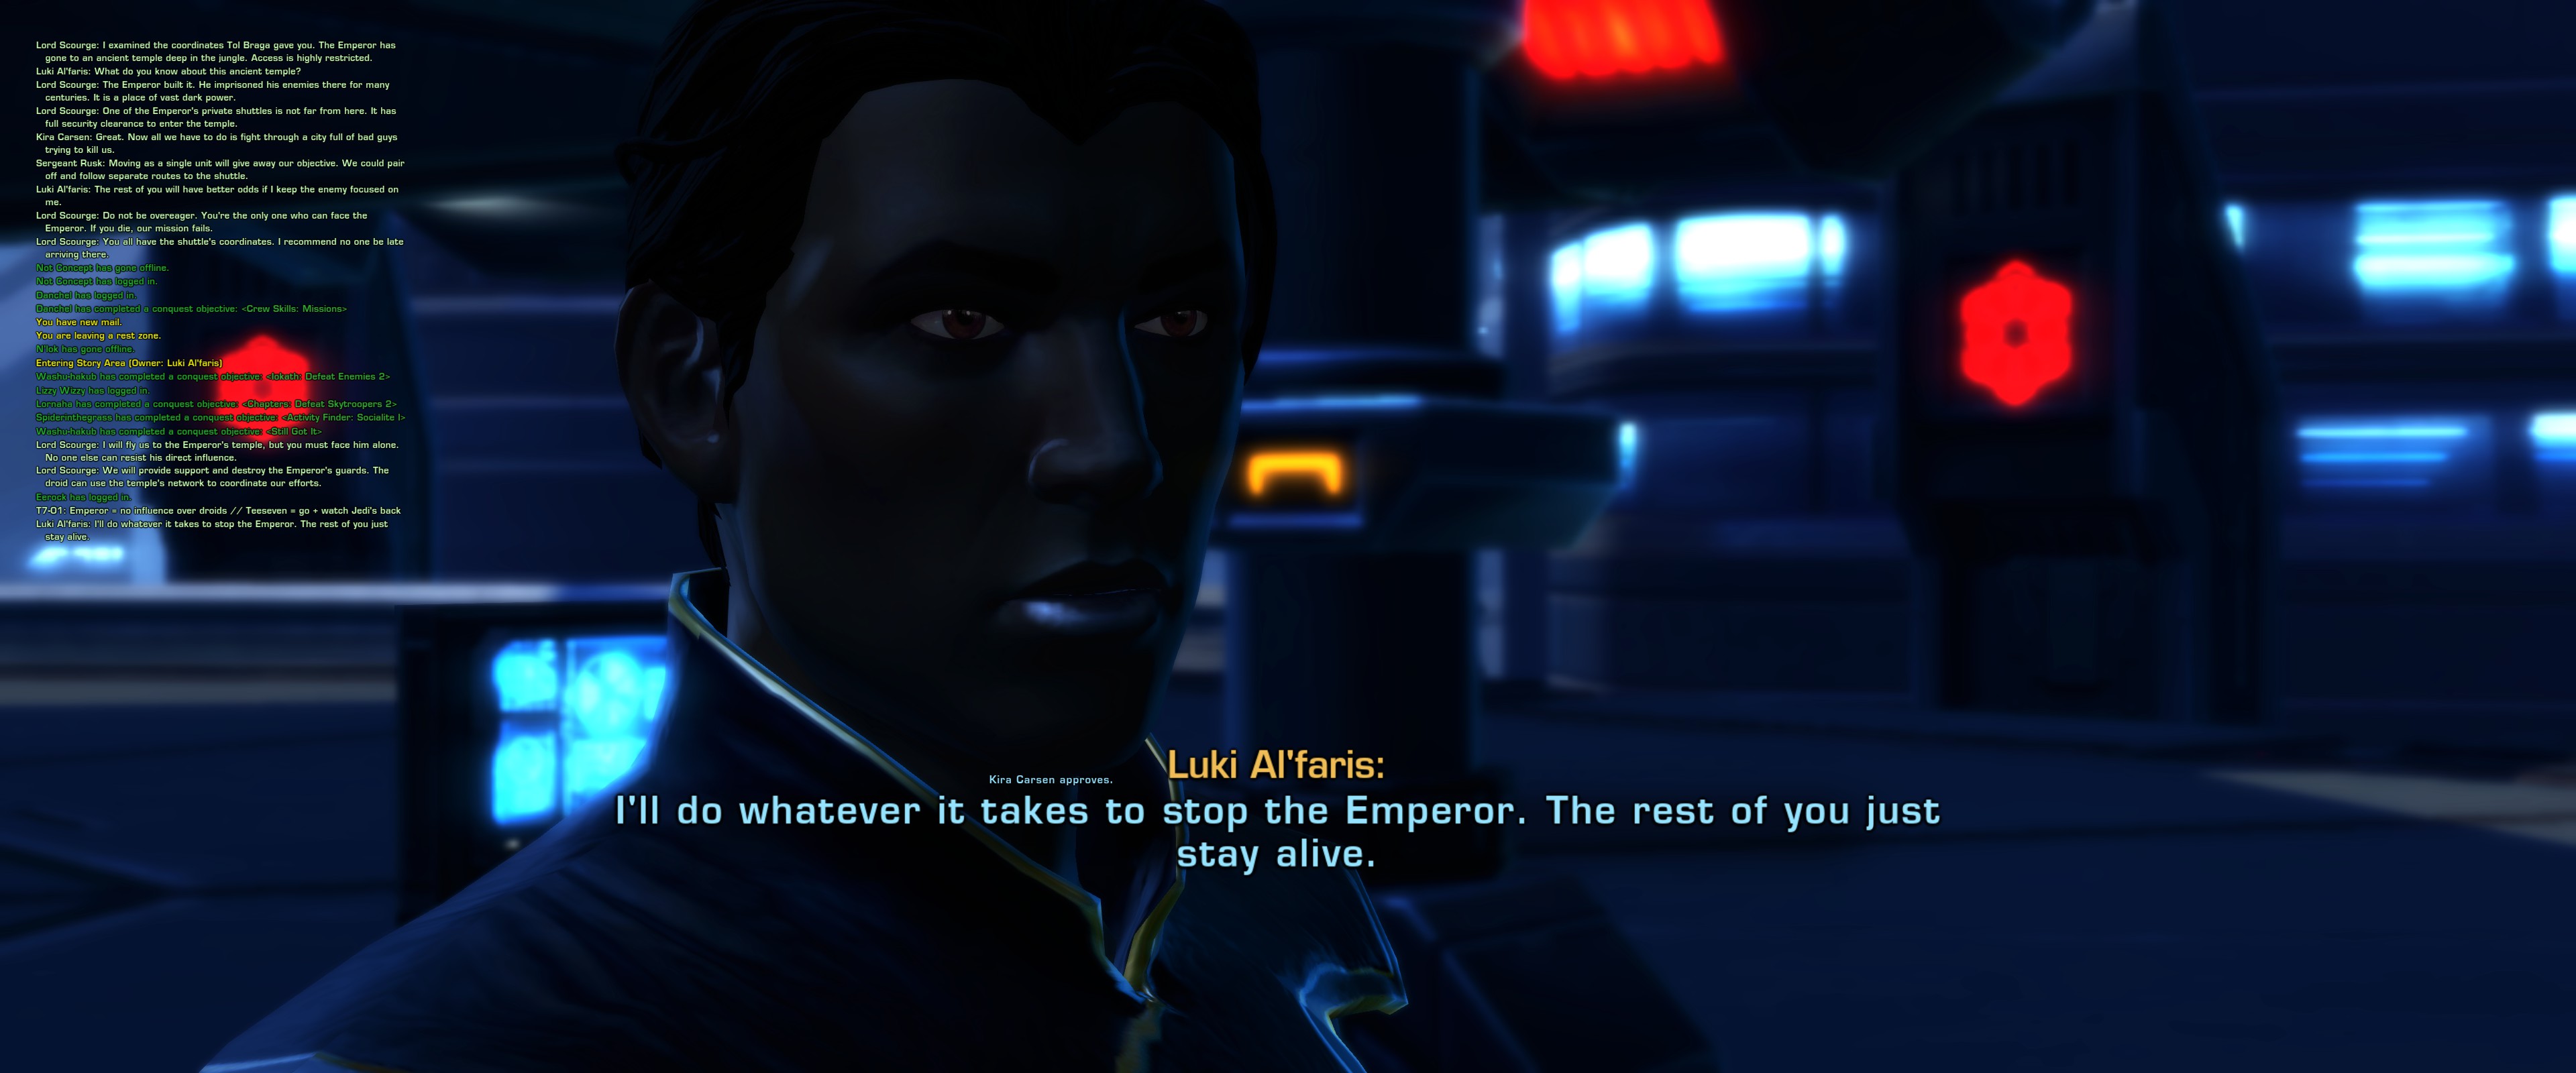 Lord Scourge: I examined the coordinates Tol Braga gave you. The Emperor has
gone to an ancient temple deep in the jungle. Access is highly restricted.
Luki Al'faris: What do you know about this ancient temple?
Lord Scourge: The Emperor built it. He imprisoned his enemies there for many
centuries. It is a place of vast dark power.
Lord Scourge: One of the Emperor's private shuttles is not far from here. It has
full security clearance to enter the temple.
Kira Carsen: Great. Now all we have to do is fight through a city full of bad guys
trying to kill us.
Sergeant Rusk: Moving as a single unit will give away our objective. We could pair
off and follow separate routes to the shuttle.
Luki Al'faris: The rest of you will have better odds if I keep the enemy focused on
me.
Lord Scourge: Do not be overeager. You're the only one who can face the
Emperor. If you die, our mission fails.
Lord Scourge: You all have the shuttle's coordinates. I recommend no one be late
arriving there.
Not Concept has gone offline.
Not Concept has logged in.
Danchel has logged in.
Danchel has completed a conquest objective: <Crew Skills: Missions>
You have new mail.
You are leaving a rest zone.
N'lok has gone offline.
Entering Story Area (Owner: Luki Al'faris)
Washu-hakub has completed a conquest objective: <Iokath: Defeat Enemies 2>
Lizzy Wizzy has logged in.
Lornaha has completed a conquest objective: <Chapters: Defeat Skytroopers 2>
Spiderinthegrass has completed a conquest objective: <Activity Finder: Socialite I>
Washu-hakub has completed a conquest objective: <Still Got It>
Lord Scourge: I will fly us to the Emperor's temple, but you must face him alone.
No one else can resist his direct influence.
Lord Scourge: We will provide support and destroy the Emperor's guards. The
droid can use the temple's network to coordinate our efforts.
Eerock has logged in.
T7-O1: Emperor = no influence over droids // Teeseven = go + watch Jedi's back
Luki Al'faris: I'll do whatever it takes to stop the Emperor. The rest of you just
stay alive.
Kira Carsen approves.
Luki Al'faris:
I'll do whatever it takes to stop the Emperor. The rest of you just
stay alive.